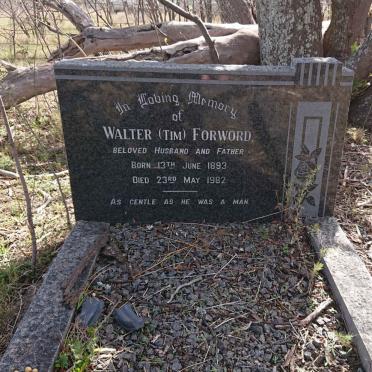 In Loving Memory
of
WALTER (TIM) FORWORD
BELOVED HUSBAND AND FATHER
BORN 13TH JUNE 1893
DIED 23RD MAY 1982
AS GENTLE AS HE WAS A MAN